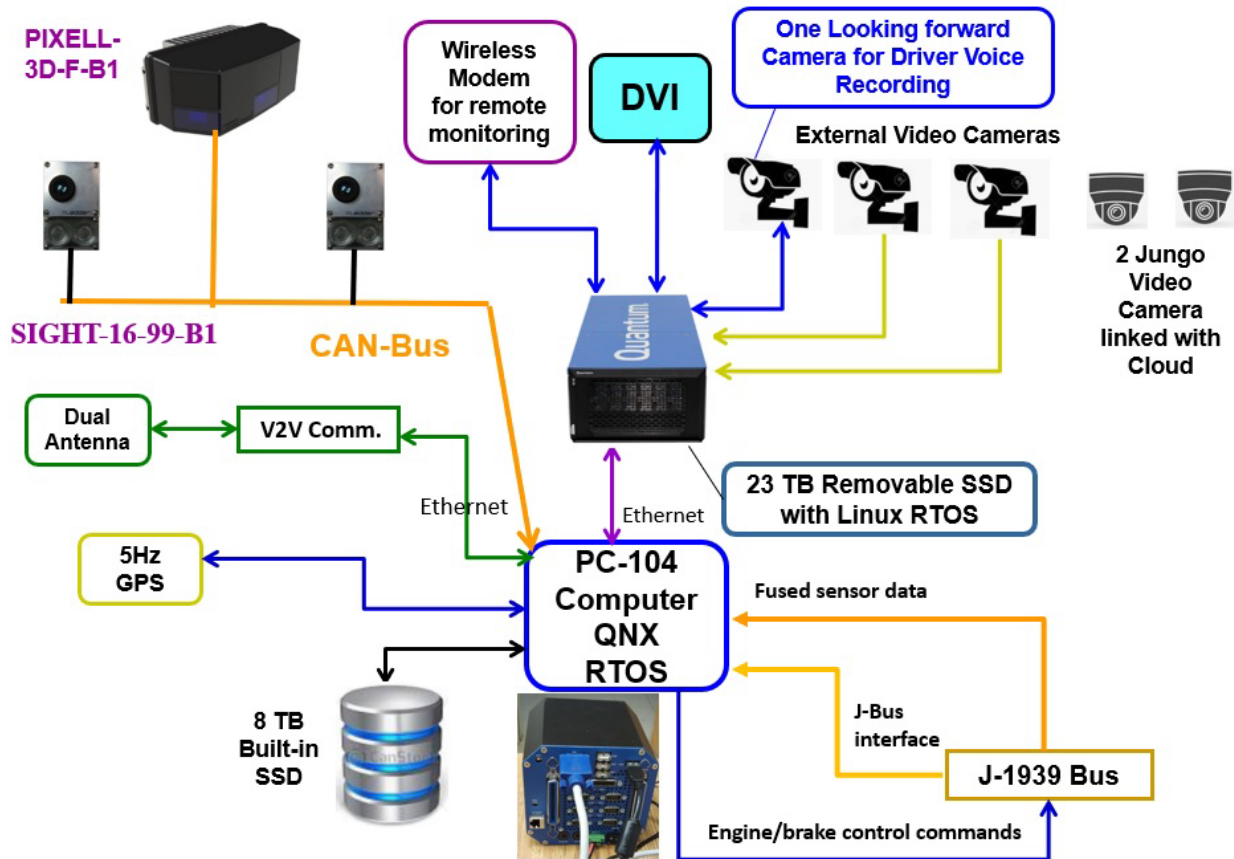 PIXELL-
3D-F-B1
Wireless
Modem
for remote
monitoring
DVI
One Looking forward
Camera for Driver Voice
Recording
External Video Cameras
2 Jungo
Video
Camera
linked with
Cloud
SIGHT-16-99-B1
CAN-Bus
Quantum
Dual
Antenna
V2V Comm.
Ethernet
Ethernet
23 TB Removable SSD
with Linux RTOS
5Hz
GPS
PC-104
Computer
QNX
RTOS
Fused sensor data
8 TB
Built-in
SSD
J-Bus
interface
J-1939 Bus
Engine/brake control commands